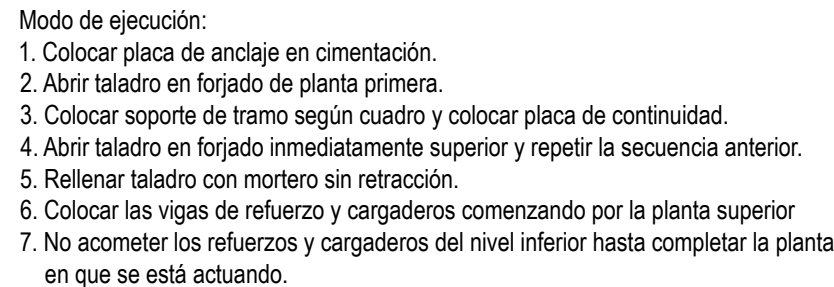 Modo de ejecución:
1. Colocar placa de anclaje en cimentación.
2. Abrir taladro en forjado de planta primera.
3. Colocar soporte de tramo según cuadro y colocar placa de continuidad.
4. Abrir taladro en forjado inmediatamente superior y repetir la secuencia anterior.
5. Rellenar taladro con mortero sin retracción.
6. Colocar las vigas de refuerzo y cargaderos comenzando por la planta superior
7. No acometer los refuerzos y cargaderos del nivel inferior hasta completar la planta
en que se está actuando.